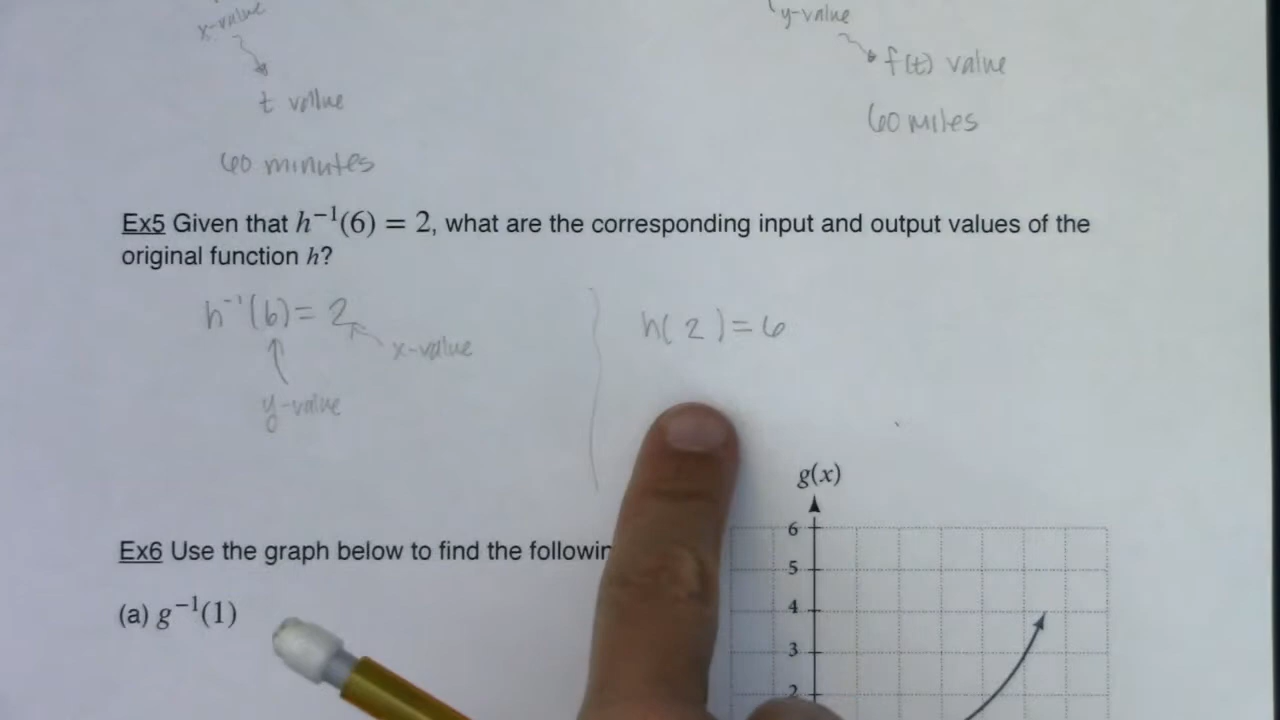 x-value
y-value
t value
f(t) value
60 minutes
60 miles
Ex5 Given that h⁻¹(6) = 2, what are the corresponding input and output values of the
original function h?
h⁻¹(6) = 2
h(2) = 6
x-value
y-value
g(x)
6
Ex6 Use the graph below to find the
5
(a) g⁻¹(1)
4
3
2